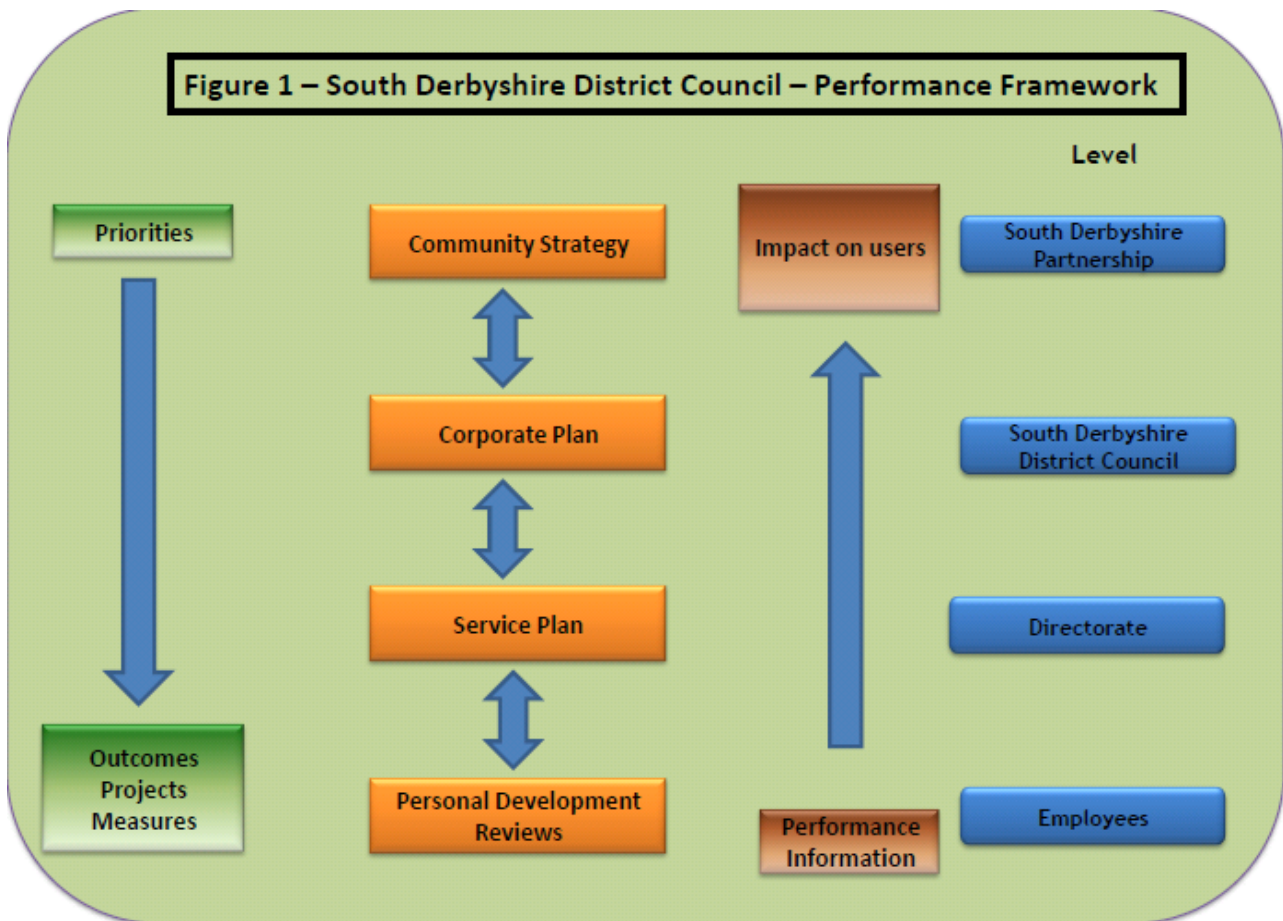 Figure 1 – South Derbyshire District Council – Performance Framework
Level
Priorities
Community Strategy
Impact on users
South Derbyshire
Partnership
Corporate Plan
South Derbyshire
District Council
Service Plan
Directorate
Outcomes
Projects
Measures
Personal Development
Reviews
Performance
Information
Employees